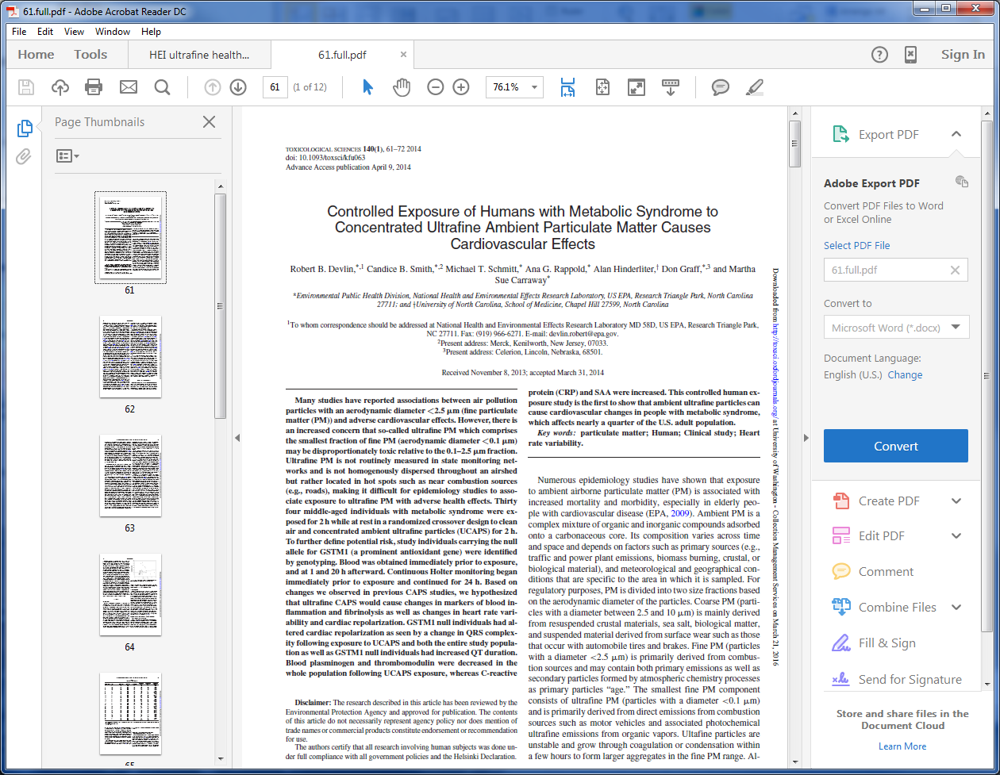 61.full.pdf - Adobe Acrobat Reader DC
File Edit View Window Help
Home Tools HEI ultrafine health... 61.full.pdf × Sign In
61 (1 of 12) 76.1%
Page Thumbnails
61
62
63
64
65
TOXICOLOGICAL SCIENCES 140(1), 61–72 2014
doi: 10.1093/toxsci/kfu063
Advance Access publication April 9, 2014
Controlled Exposure of Humans with Metabolic Syndrome to
Concentrated Ultrafine Ambient Particulate Matter Causes
Cardiovascular Effects
Robert B. Devlin,*,1 Candice B. Smith,*,2 Michael T. Schmitt,* Ana G. Rappold,* Alan Hinderliter,† Don Graff,*,3 and Martha
Sue Carraway*
*Environmental Public Health Division, National Health and Environmental Effects Research Laboratory, US EPA, Research Triangle Park, North Carolina
27711; and †University of North Carolina, School of Medicine, Chapel Hill 27599, North Carolina
1To whom correspondence should be addressed at National Health and Environmental Effects Research Laboratory MD 58D, US EPA, Research Triangle Park,
NC 27711. Fax: (919) 966-6271. E-mail: devlin.robert@epa.gov.
2Present address: Merck, Kenilworth, New Jersey, 07033.
3Present address: Celerion, Lincoln, Nebraska, 68501.
Received November 8, 2013; accepted March 31, 2014
Many studies have reported associations between air pollution
particles with an aerodynamic diameter <2.5 μm (fine particulate
matter (PM)) and adverse cardiovascular effects. However, there is
an increased concern that so-called ultrafine PM which comprises
the smallest fraction of fine PM (aerodynamic diameter <0.1 μm)
may be disproportionately toxic relative to the 0.1–2.5 μm fraction.
Ultrafine PM is not routinely measured in state monitoring net-
works and is not homogenously dispersed throughout an airshed
but rather located in hot spots such as near combustion sources
(e.g., roads), making it difficult for epidemiology studies to asso-
ciate exposure to ultrafine PM with adverse health effects. Thirty
four middle-aged individuals with metabolic syndrome were ex-
posed for 2 h while at rest in a randomized crossover design to clean
air and concentrated ambient ultrafine particles (UCAPS) for 2 h.
To further define potential risk, study individuals carrying the null
allele for GSTM1 (a prominent antioxidant gene) were identified
by genotyping. Blood was obtained immediately prior to exposure,
and at 1 and 20 h afterward. Continuous Holter monitoring began
immediately prior to exposure and continued for 24 h. Based on
changes we observed in previous CAPS studies, we hypothesized
that ultrafine CAPS would cause changes in markers of blood in-
flammation and fibrinolysis as well as changes in heart rate vari-
ability and cardiac repolarization. GSTM1 null individuals had al-
tered cardiac repolarization as seen by a change in QRS complex-
ity following exposure to UCAPS and both the entire study popula-
tion as well as GSTM1 null individuals had increased QT duration.
Blood plasminogen and thrombomodulin were decreased in the
whole population following UCAPS exposure, whereas C-reactive
Disclaimer: The research described in this article has been reviewed by the
Environmental Protection Agency and approved for publication. The contents
of this article do not necessarily represent agency policy nor does mention of
trade names or commercial products constitute endorsement or recommendation
for use.
The authors certify that all research involving human subjects was done un-
der full compliance with all government policies and the Helsinki Declaration.
protein (CRP) and SAA were increased. This controlled human ex-
posure study is the first to show that ambient ultrafine particles can
cause cardiovascular changes in people with metabolic syndrome,
which affects nearly a quarter of the U.S. adult population.
Key words: particulate matter; Human; Clinical study; Heart
rate variability.
Numerous epidemiology studies have shown that exposure
to ambient airborne particulate matter (PM) is associated with
increased mortality and morbidity, especially in elderly peo-
ple with cardiovascular disease (EPA, 2009). Ambient PM is a
complex mixture of organic and inorganic compounds adsorbed
onto a carbonaceous core. Its composition varies across time
and space and depends on factors such as primary sources (e.g.,
traffic and power plant emissions, biomass burning, crustal, or
biological material), and meteorological and geographical con-
ditions that are specific to the area in which it is sampled. For
regulatory purposes, PM is divided into two size fractions based
on the aerodynamic diameter of the particles. Coarse PM (parti-
cles with a diameter between 2.5 and 10 μm) is mainly derived
from resuspended crustal materials, sea salt, biological matter,
and suspended material derived from surface wear such as those
that occur with automobile tires and brakes. Fine PM (particles
with a diameter <2.5 μm) is primarily derived from combus-
tion sources and may contain both primary emissions as well as
secondary particles formed by atmospheric chemistry processes
as primary particles “age.” The smallest fine PM component
consists of ultrafine PM (particles with a diameter <0.1 μm)
and is primarily derived from direct emissions from combustion
sources such as motor vehicles and associated photochemical
ultrafine emissions from organic vapors. Ultafine particles are
unstable and grow through coagulation or condensation within
a few hours to form larger aggregates in the fine PM range. Al-
Downloaded from http://toxsci.oxfordjournals.org/ at University of Washington - Collection Management Services on March 21, 2016
Export PDF
Adobe Export PDF
Convert PDF Files to Word
or Excel Online
Select PDF File
61.full.pdf
Convert to
Microsoft Word (*.docx)
Document Language:
English (U.S.) Change
Convert
Create PDF
Edit PDF
Comment
Combine Files
Fill & Sign
Send for Signature
Store and share files in the
Document Cloud
Learn More